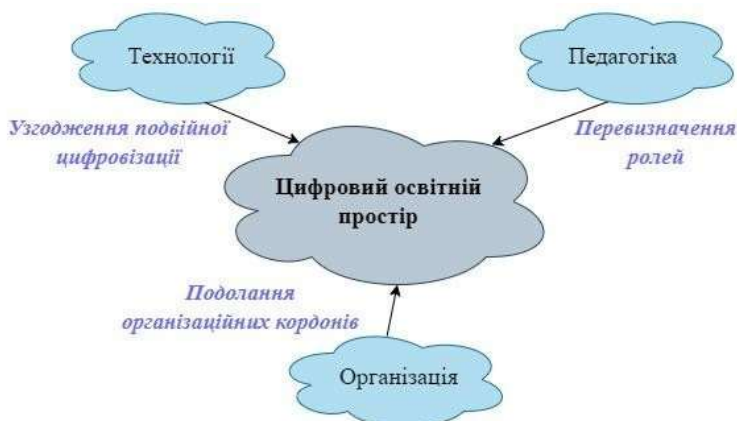 Технології
Педагогіка
Узгодження подвійної
цифровізації
Перевизначення
ролей
Цифровий освітній
простір
Подолання
організаційних кордонів
Організація